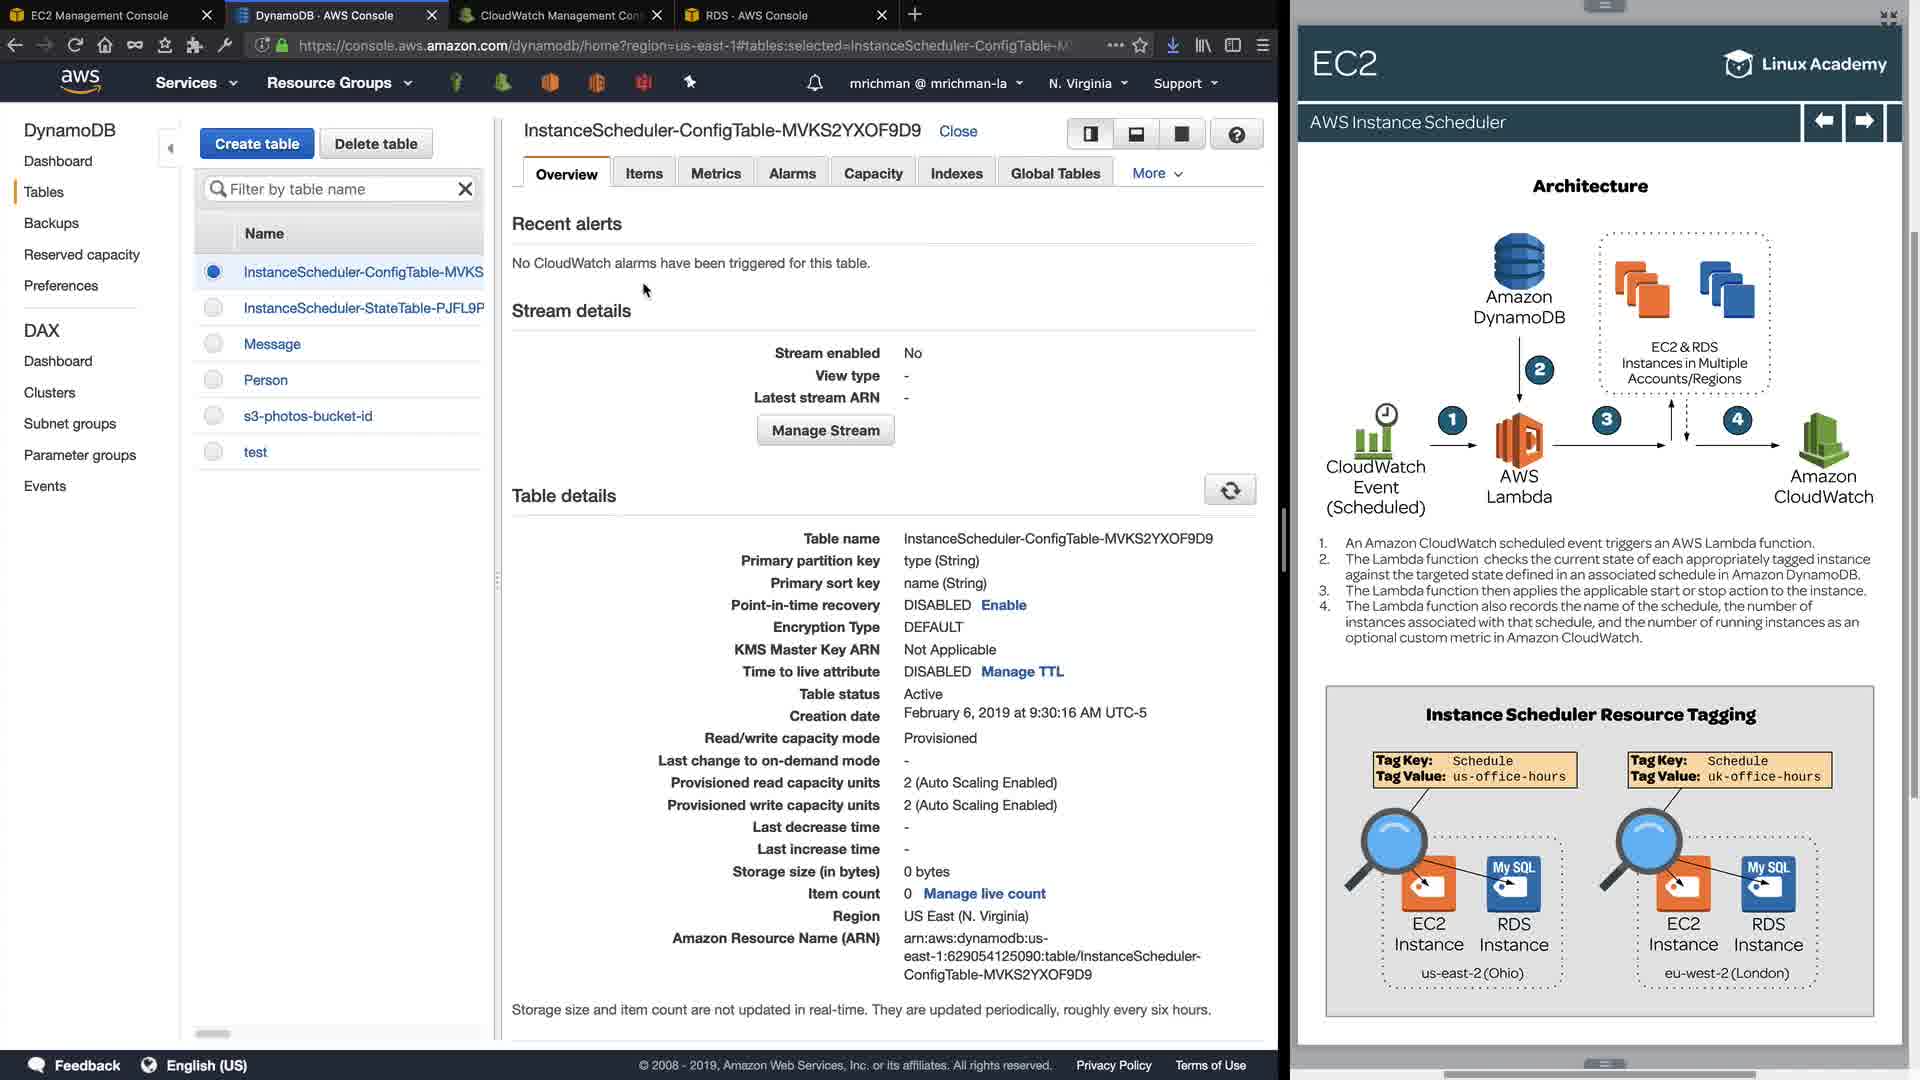 EC2 Management Console
DynamoDB · AWS Console
CloudWatch Management Con
RDS · AWS Console
https://console.aws.amazon.com/dynamodb/home?region=us-east-1#tables:selected=InstanceScheduler-ConfigTable-M
aws
Services
Resource Groups
mrichman @ mrichman-la
N. Virginia
Support
DynamoDB
Dashboard
Tables
Backups
Reserved capacity
Preferences
DAX
Dashboard
Clusters
Subnet groups
Parameter groups
Events
Create table
Delete table
Filter by table name
Name
InstanceScheduler-ConfigTable-MVKS
InstanceScheduler-StateTable-PJFL9P
Message
Person
s3-photos-bucket-id
test
InstanceScheduler-ConfigTable-MVKS2YXOF9D9 Close
Overview
Items
Metrics
Alarms
Capacity
Indexes
Global Tables
More
Recent alerts
No CloudWatch alarms have been triggered for this table.
Stream details
Stream enabled No
View type -
Latest stream ARN -
Manage Stream
Table details
Table name InstanceScheduler-ConfigTable-MVKS2YXOF9D9
Primary partition key type (String)
Primary sort key name (String)
Point-in-time recovery DISABLED Enable
Encryption Type DEFAULT
KMS Master Key ARN Not Applicable
Time to live attribute DISABLED Manage TTL
Table status Active
Creation date February 6, 2019 at 9:30:16 AM UTC-5
Read/write capacity mode Provisioned
Last change to on-demand mode -
Provisioned read capacity units 2 (Auto Scaling Enabled)
Provisioned write capacity units 2 (Auto Scaling Enabled)
Last decrease time -
Last increase time -
Storage size (in bytes) 0 bytes
Item count 0 Manage live count
Region US East (N. Virginia)
Amazon Resource Name (ARN) arn:aws:dynamodb:us-
east-1:629054125090:table/InstanceScheduler-
ConfigTable-MVKS2YXOF9D9
Storage size and item count are not updated in real-time. They are updated periodically, roughly every six hours.
Feedback
English (US)
© 2008 - 2019, Amazon Web Services, Inc. or its affiliates. All rights reserved.
Privacy Policy
Terms of Use
EC2
Linux Academy
AWS Instance Scheduler
Architecture
Amazon
DynamoDB
EC2 & RDS
Instances in Multiple
Accounts/Regions
2
1
3
4
CloudWatch
Event
(Scheduled)
AWS
Lambda
Amazon
CloudWatch
1. An Amazon CloudWatch scheduled event triggers an AWS Lambda function.
2. The Lambda function checks the current state of each appropriately tagged instance
against the targeted state defined in an associated schedule in Amazon DynamoDB.
3. The Lambda function then applies the applicable start or stop action to the instance.
4. The Lambda function also records the name of the schedule, the number of
instances associated with that schedule, and the number of running instances as an
optional custom metric in Amazon CloudWatch.
Instance Scheduler Resource Tagging
Tag Key: Schedule
Tag Value: us-office-hours
Tag Key: Schedule
Tag Value: uk-office-hours
My SQL
My SQL
EC2
Instance
RDS
Instance
EC2
Instance
RDS
Instance
us-east-2 (Ohio)
eu-west-2 (London)